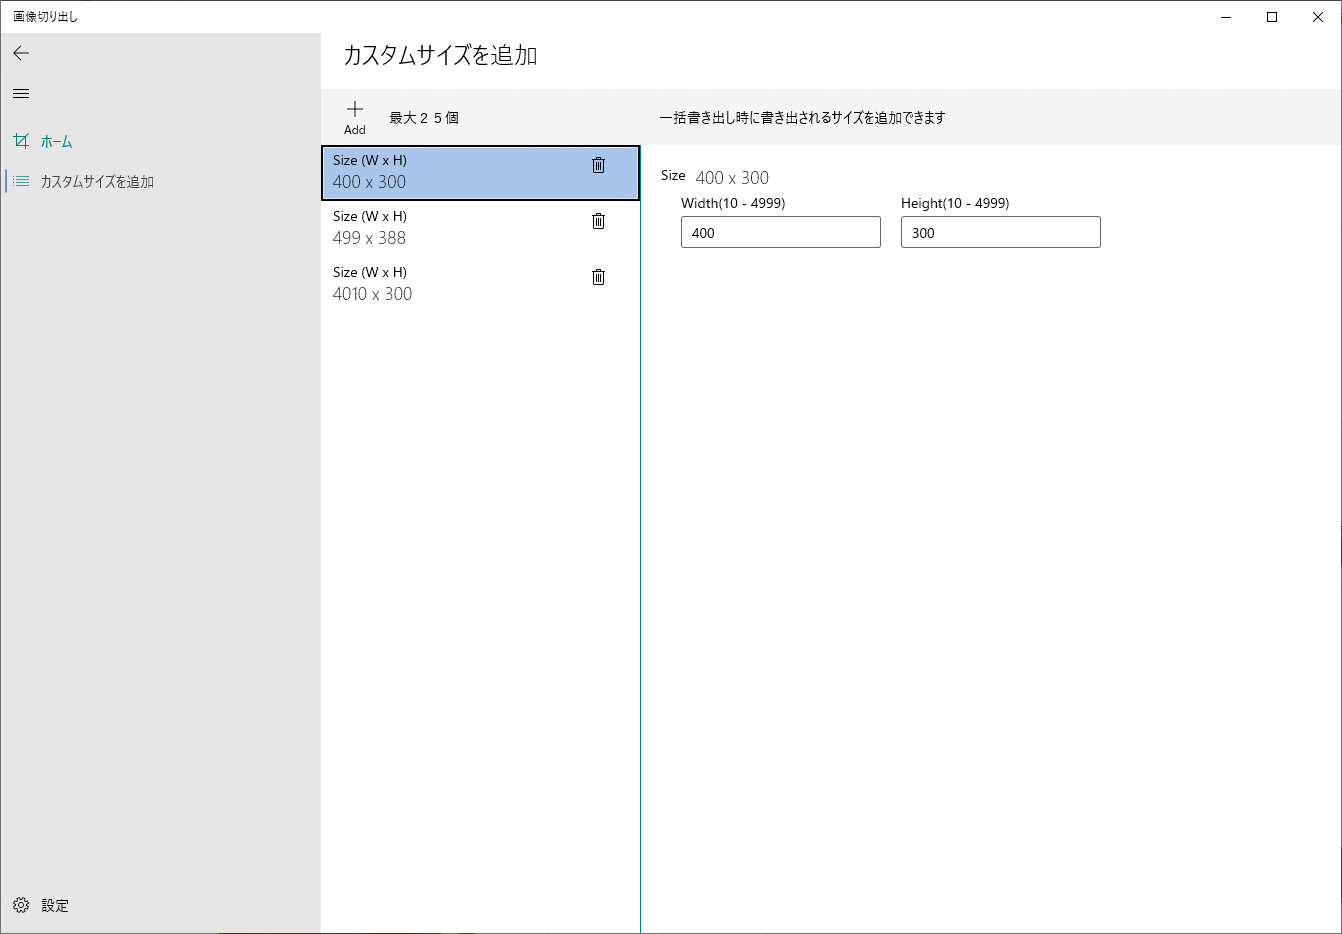 画像切り出し
カスタムサイズを追加
ホーム
カスタムサイズを追加
設定
Add
最大２５個
一括書き出し時に書き出されるサイズを追加できます
Size (W x H)
400 x 300
Size (W x H)
499 x 388
Size (W x H)
4010 x 300
Size 400 x 300
Width(10 - 4999) Height(10 - 4999)
400 300